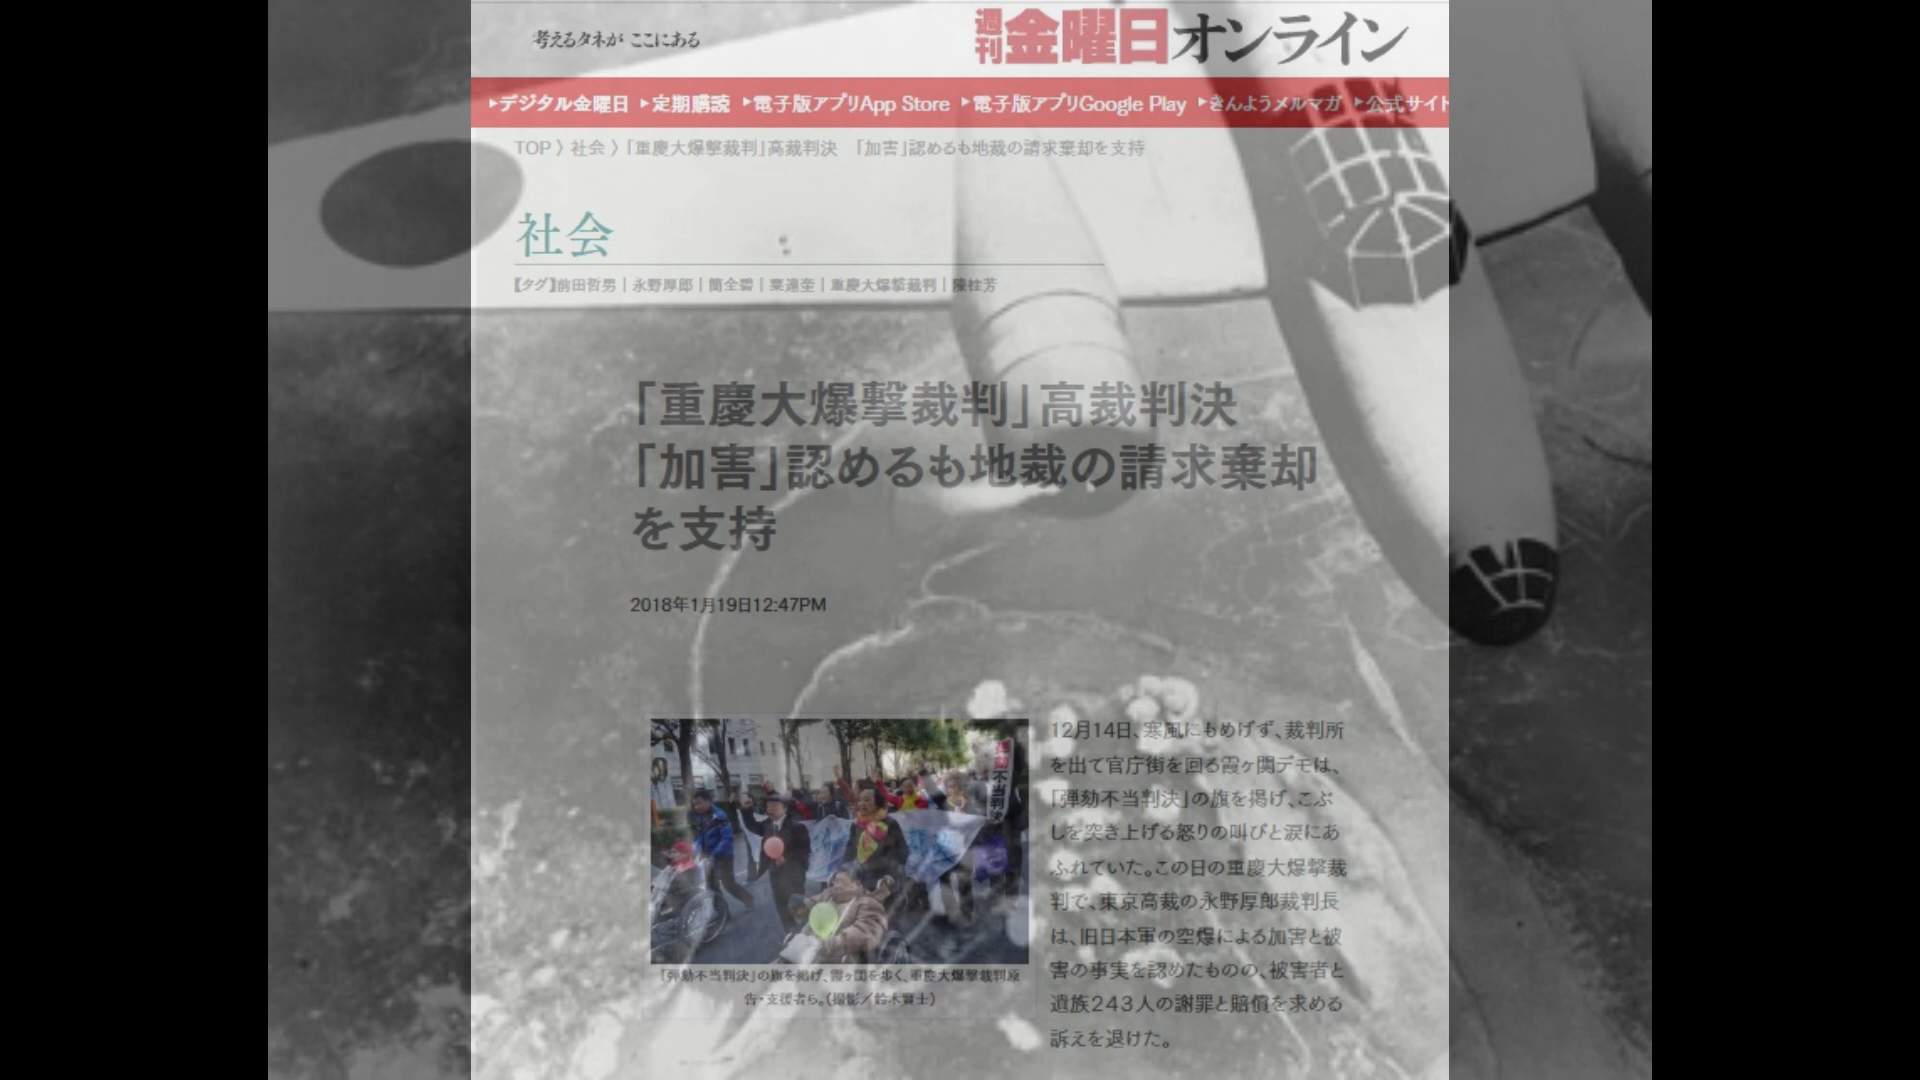 考えるタネが ここにある
週刊金曜日オンライン
▶デジタル金曜日 ▶定期購読 ▶電子版アプリApp Store ▶電子版アプリGoogle Play ▶きんようメルマガ ▶公式サイト
TOP 〉 社会 〉 「重慶大爆撃裁判」高裁判決 「加害」認めるも地裁の請求棄却を支持
社会
【タグ】前田哲男｜永野厚郎｜簡全碧｜粟遠奎｜重慶大爆撃裁判｜陳桂芳
「重慶大爆撃裁判」高裁判決
「加害」認めるも地裁の請求棄却
を支持
2018年1月19日12:47PM
弾劾不当判決
「弾劾不当判決」の旗を掲げ、霞ヶ関を歩く、重慶大爆撃裁判原
告・支援者ら。（撮影／鈴木賢士）
12月14日、寒風にもめげず、裁判所
を出て官庁街を回る霞ヶ関デモは、
「弾劾不当判決」の旗を掲げ、こぶ
しを突き上げる怒りの叫びと涙にあ
ふれていた。この日の重慶大爆撃裁
判で、東京高裁の永野厚郎裁判長
は、旧日本軍の空爆による加害と被
害の事実を認めたものの、被害者と
遺族243人の謝罪と賠償を求める
訴えを退けた。